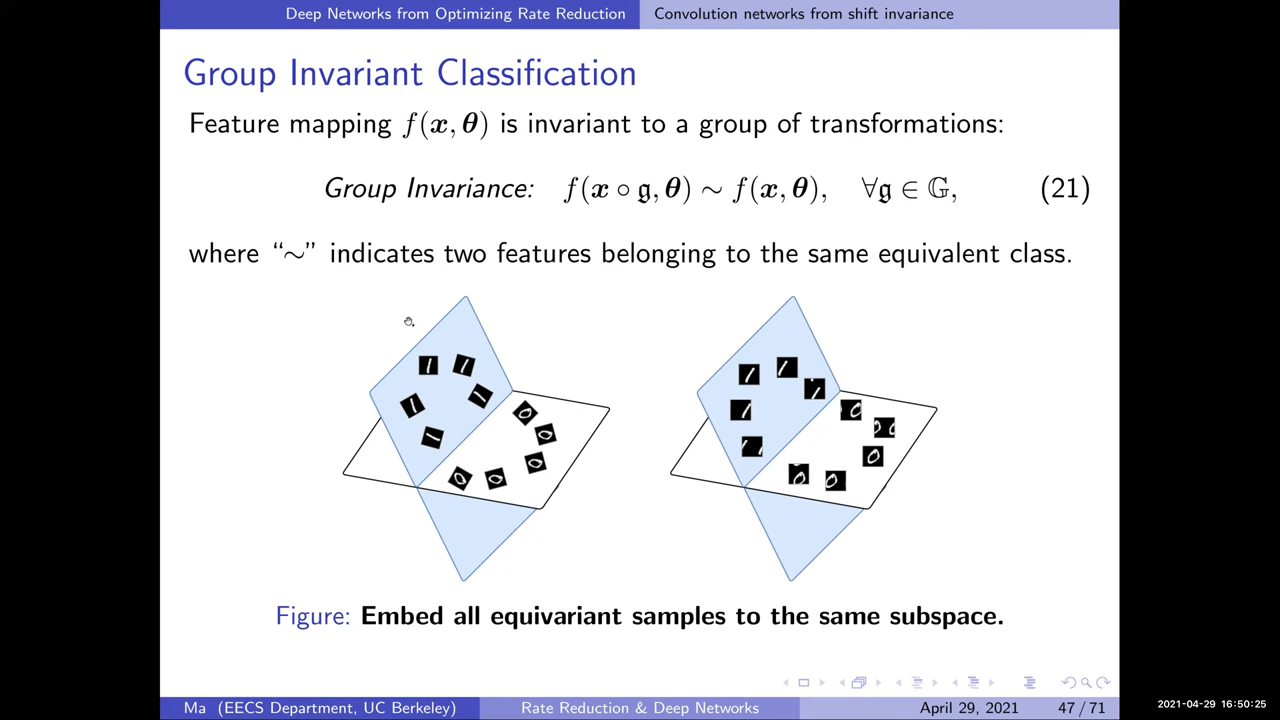 Deep Networks from Optimizing Rate Reduction Convolution networks from shift invariance
Group Invariant Classification
Feature mapping f(x, θ) is invariant to a group of transformations:
Group Invariance: f(x ∘ 𝔤, θ) ∼ f(x, θ), ∀𝔤 ∈ 𝔾, (21)
where “∼” indicates two features belonging to the same equivalent class.
Figure: Embed all equivariant samples to the same subspace.
Ma (EECS Department, UC Berkeley) Rate Reduction & Deep Networks April 29, 2021 47 / 71
2021-04-29 16:50:25